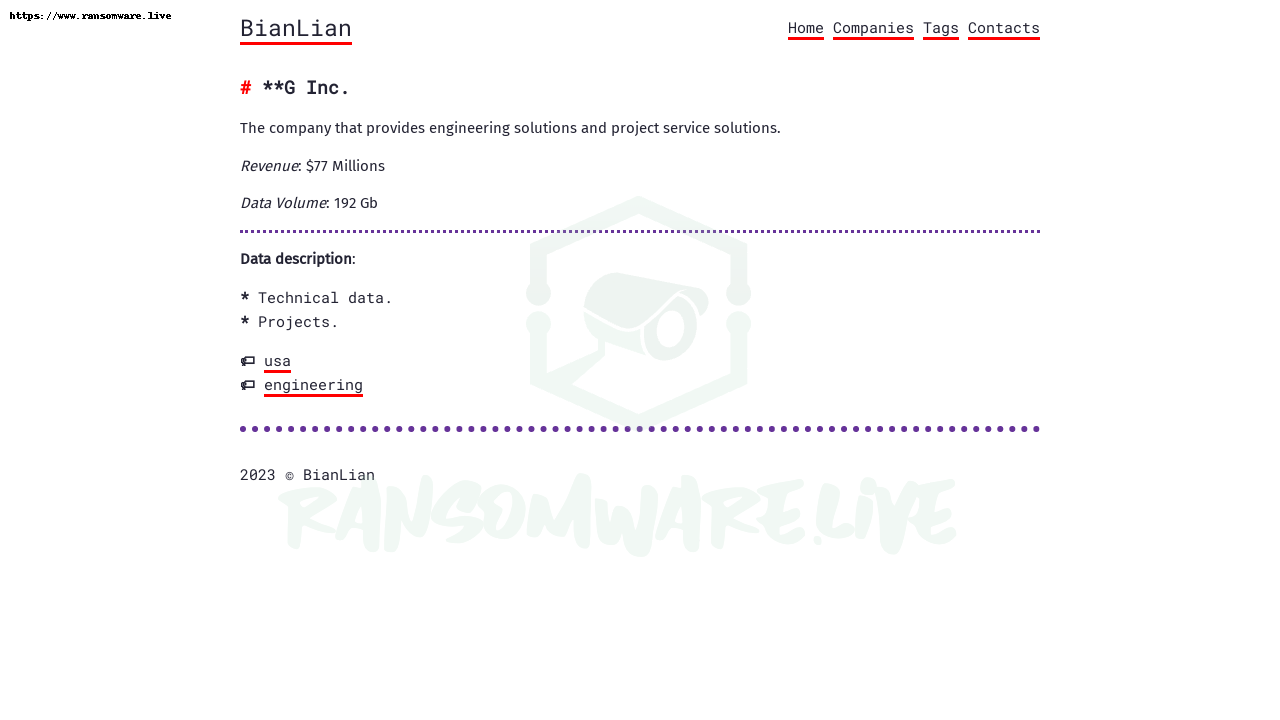 https://www.ransomware.live
BianLian
Home Companies Tags Contacts
# **G Inc.
The company that provides engineering solutions and project service solutions.
Revenue: $77 Millions
Data Volume: 192 Gb
Data description:
* Technical data.
* Projects.
usa
engineering
2023 © BianLian
RANSOMWARE.LIVE